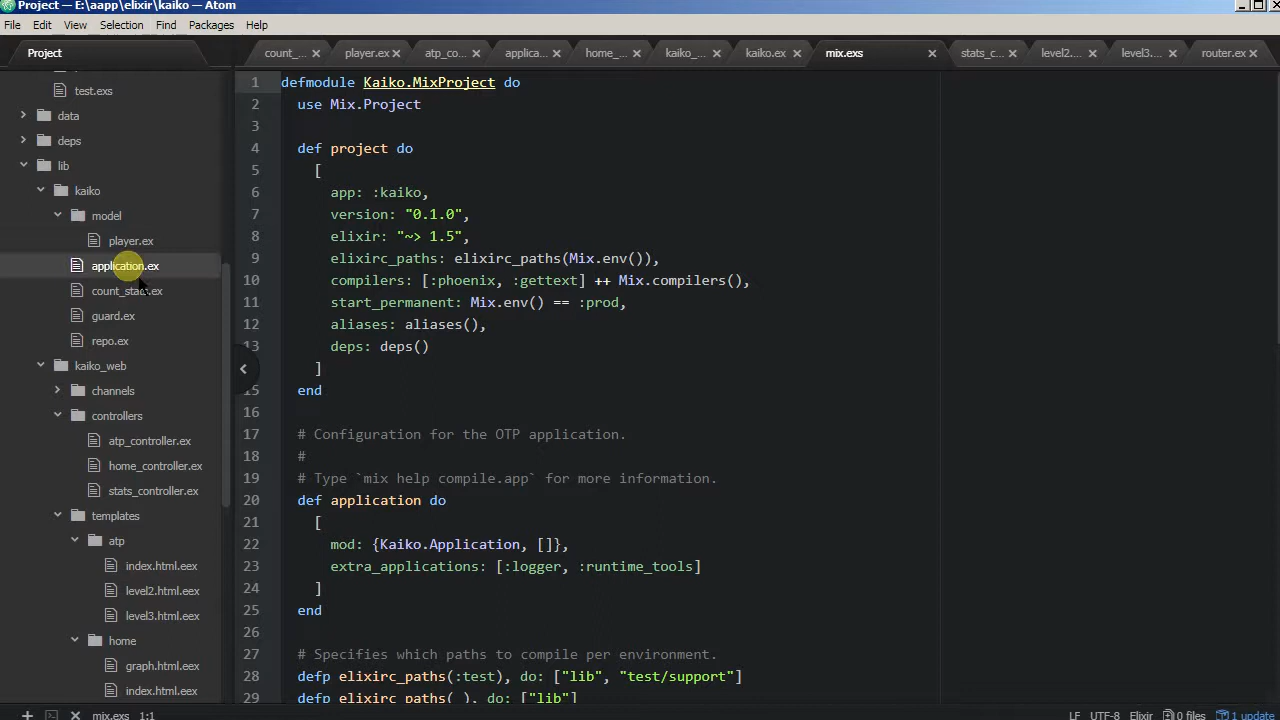 Project — E:\aapp\elixir\kaiko — Atom
File Edit View Selection Find Packages Help
Project
count_... player.ex atp_co... applica... home_... kaiko_... kaiko.ex mix.exs stats_c... level2.... level3.... router.ex
test.exs
data
deps
lib
kaiko
model
player.ex
application.ex
count_stats.ex
guard.ex
repo.ex
kaiko_web
channels
controllers
atp_controller.ex
home_controller.ex
stats_controller.ex
templates
atp
index.html.eex
level2.html.eex
level3.html.eex
home
graph.html.eex
index.html.eex
1 defmodule Kaiko.MixProject do
2 use Mix.Project
3
4 def project do
5 [
6 app: :kaiko,
7 version: "0.1.0",
8 elixir: "~> 1.5",
9 elixirc_paths: elixirc_paths(Mix.env()),
10 compilers: [:phoenix, :gettext] ++ Mix.compilers(),
11 start_permanent: Mix.env() == :prod,
12 aliases: aliases(),
13 deps: deps()
]
15 end
16
17 # Configuration for the OTP application.
18 #
19 # Type `mix help compile.app` for more information.
20 def application do
21 [
22 mod: {Kaiko.Application, []},
23 extra_applications: [:logger, :runtime_tools]
24 ]
25 end
26
27 # Specifies which paths to compile per environment.
28 defp elixirc_paths(:test), do: ["lib", "test/support"]
29 defp elixirc_paths(_), do: ["lib"]
mix.exs 1:1 LF UTF-8 Elixir 0 files 1 update